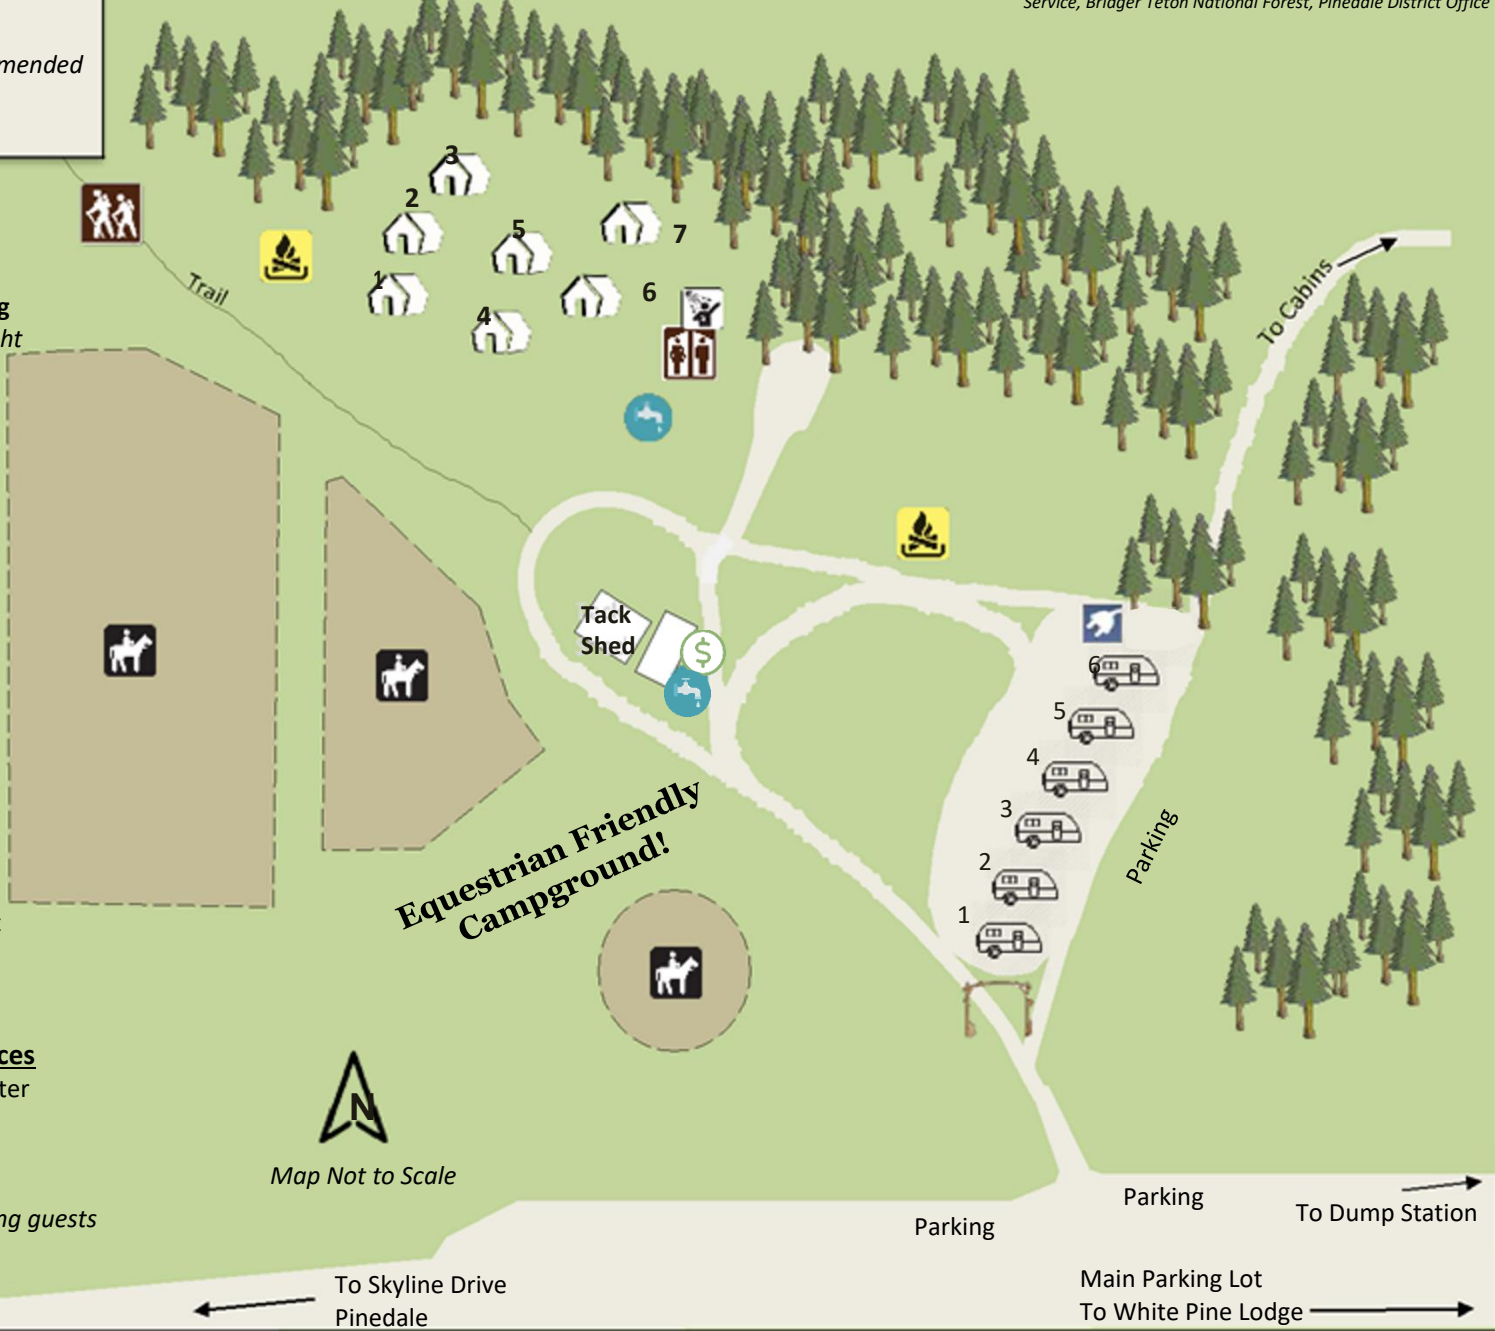 Service, Bridger Teton National Forest, Pinedale District Office
mended
3
2
5
7
1
6
4
Trail
To Cabins
g
ht
Tack
Shed
$
6
5
4
3
2
1
Parking
Equestrian Friendly
Campground!
ces
ter
N
Map Not to Scale
ng guests
Parking
Parking
To Dump Station
To Skyline Drive
Pinedale
Main Parking Lot
To White Pine Lodge